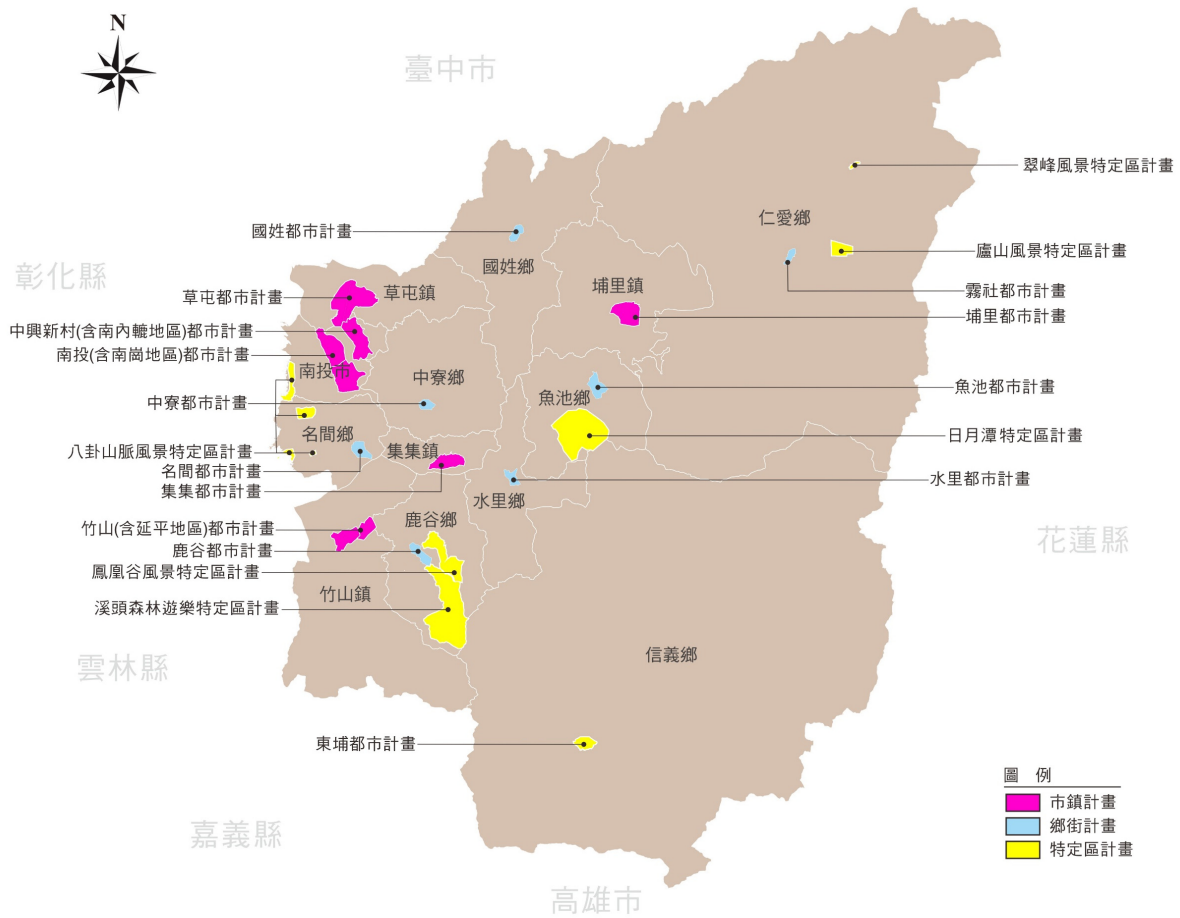 N
臺中市
翠峰風景特定區計畫
仁愛鄉
國姓都市計畫
廬山風景特定區計畫
國姓鄉
彰化縣
埔里鎮
霧社都市計畫
草屯都市計畫
草屯鎮
埔里都市計畫
中興新村(含南內轆地區)都市計畫
南投(含南崗地區)都市計畫
南投市
中寮鄉
魚池都市計畫
魚池鄉
中寮都市計畫
名間鄉
日月潭特定區計畫
八卦山脈風景特定區計畫
集集鎮
名間都市計畫
水里都市計畫
集集都市計畫
水里鄉
鹿谷鄉
竹山(含延平地區)都市計畫
花蓮縣
鹿谷都市計畫
鳳凰谷風景特定區計畫
竹山鎮
溪頭森林遊樂特定區計畫
信義鄉
雲林縣
東埔都市計畫
圖 例
市鎮計畫
鄉街計畫
特定區計畫
嘉義縣
高雄市